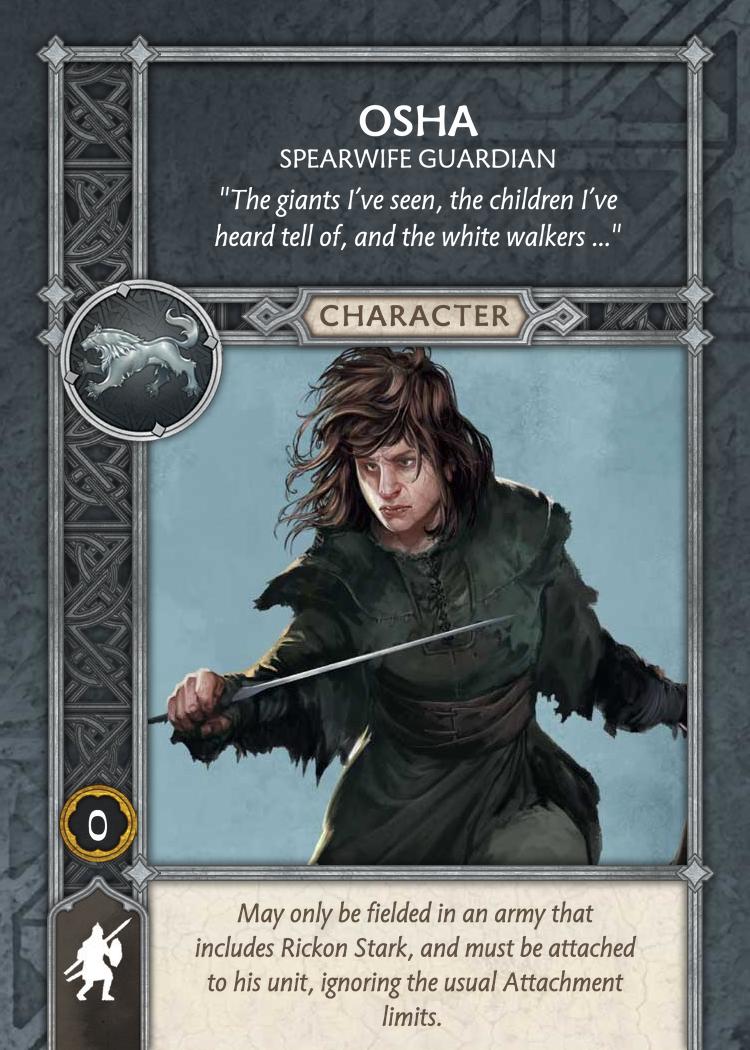 OSHA
SPEARWIFE GUARDIAN
"The giants I've seen, the children I've
heard tell of, and the white walkers ..."
CHARACTER
0
May only be fielded in an army that
includes Rickon Stark, and must be attached
to his unit, ignoring the usual Attachment
limits.